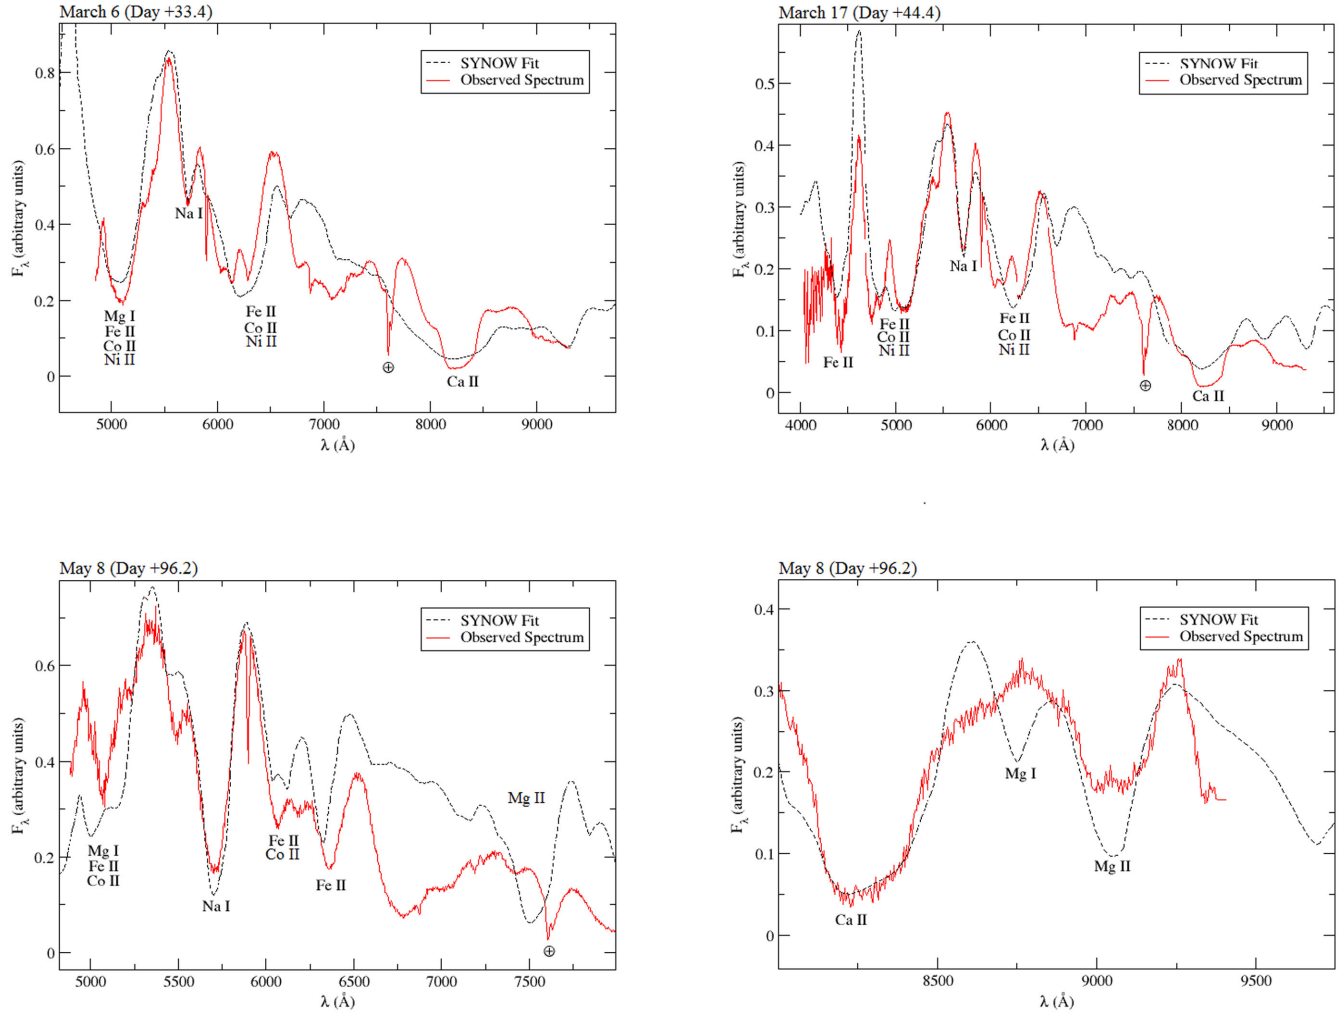 March 6 (Day +33.4)
SYNOW Fit
Observed Spectrum
0.8
0.6
0.4
0.2
0
Fλ (arbitrary units)
Na I
Mg I
Fe II
Co II
Ni II
Fe II
Co II
Ni II
⊕
Ca II
5000 6000 7000 8000 9000
λ (Å)
March 17 (Day +44.4)
SYNOW Fit
Observed Spectrum
0.5
0.4
0.3
0.2
0.1
0
Fλ (arbitrary units)
Na I
Fe II
Fe II
Co II
Ni II
Fe II
Co II
Ni II
⊕
Ca II
4000 5000 6000 7000 8000 9000
λ (Å)
May 8 (Day +96.2)
SYNOW Fit
Observed Spectrum
0.6
0.4
0.2
0
Fλ (arbitrary units)
Mg I
Fe II
Co II
Na I
Fe II
Co II
Fe II
Mg II
⊕
5000 5500 6000 6500 7000 7500
λ (Å)
May 8 (Day +96.2)
SYNOW Fit
Observed Spectrum
0.4
0.3
0.2
0.1
0
Fλ (arbitrary units)
Mg I
Mg II
Ca II
8500 9000 9500
λ (Å)